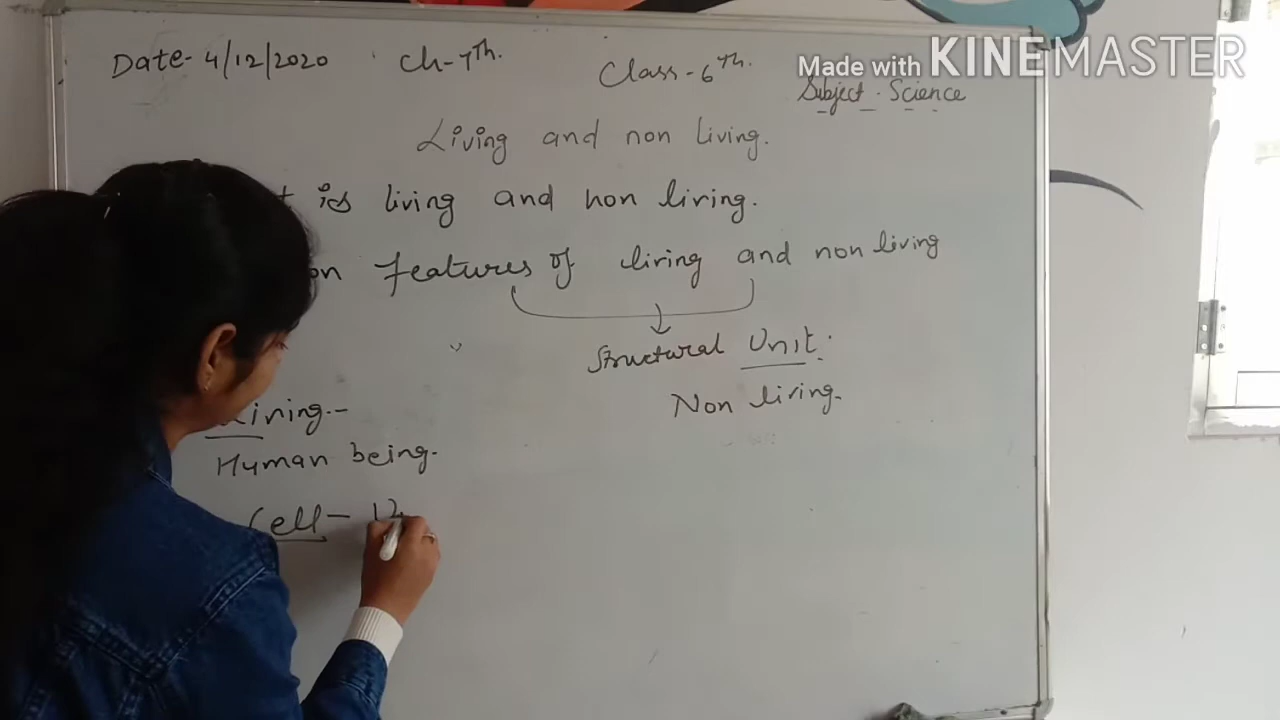 Date- 4/12/2020 Ch-7Th. Class-6Th.
Made with KINEMASTER
Subject. Science
Living and non living.
is living and non living.
features of living and non living
Structural Unit.
Living.- Non living.
Human being.
Cell-